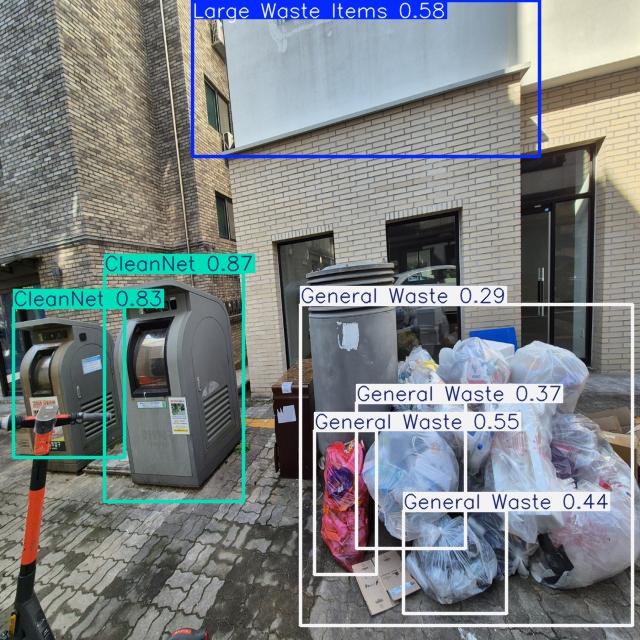 Large Waste Items 0.58
CleanNet 0.87
CleanNet 0.83
General Waste 0.29
General Waste 0.37
General Waste 0.55
General Waste 0.44